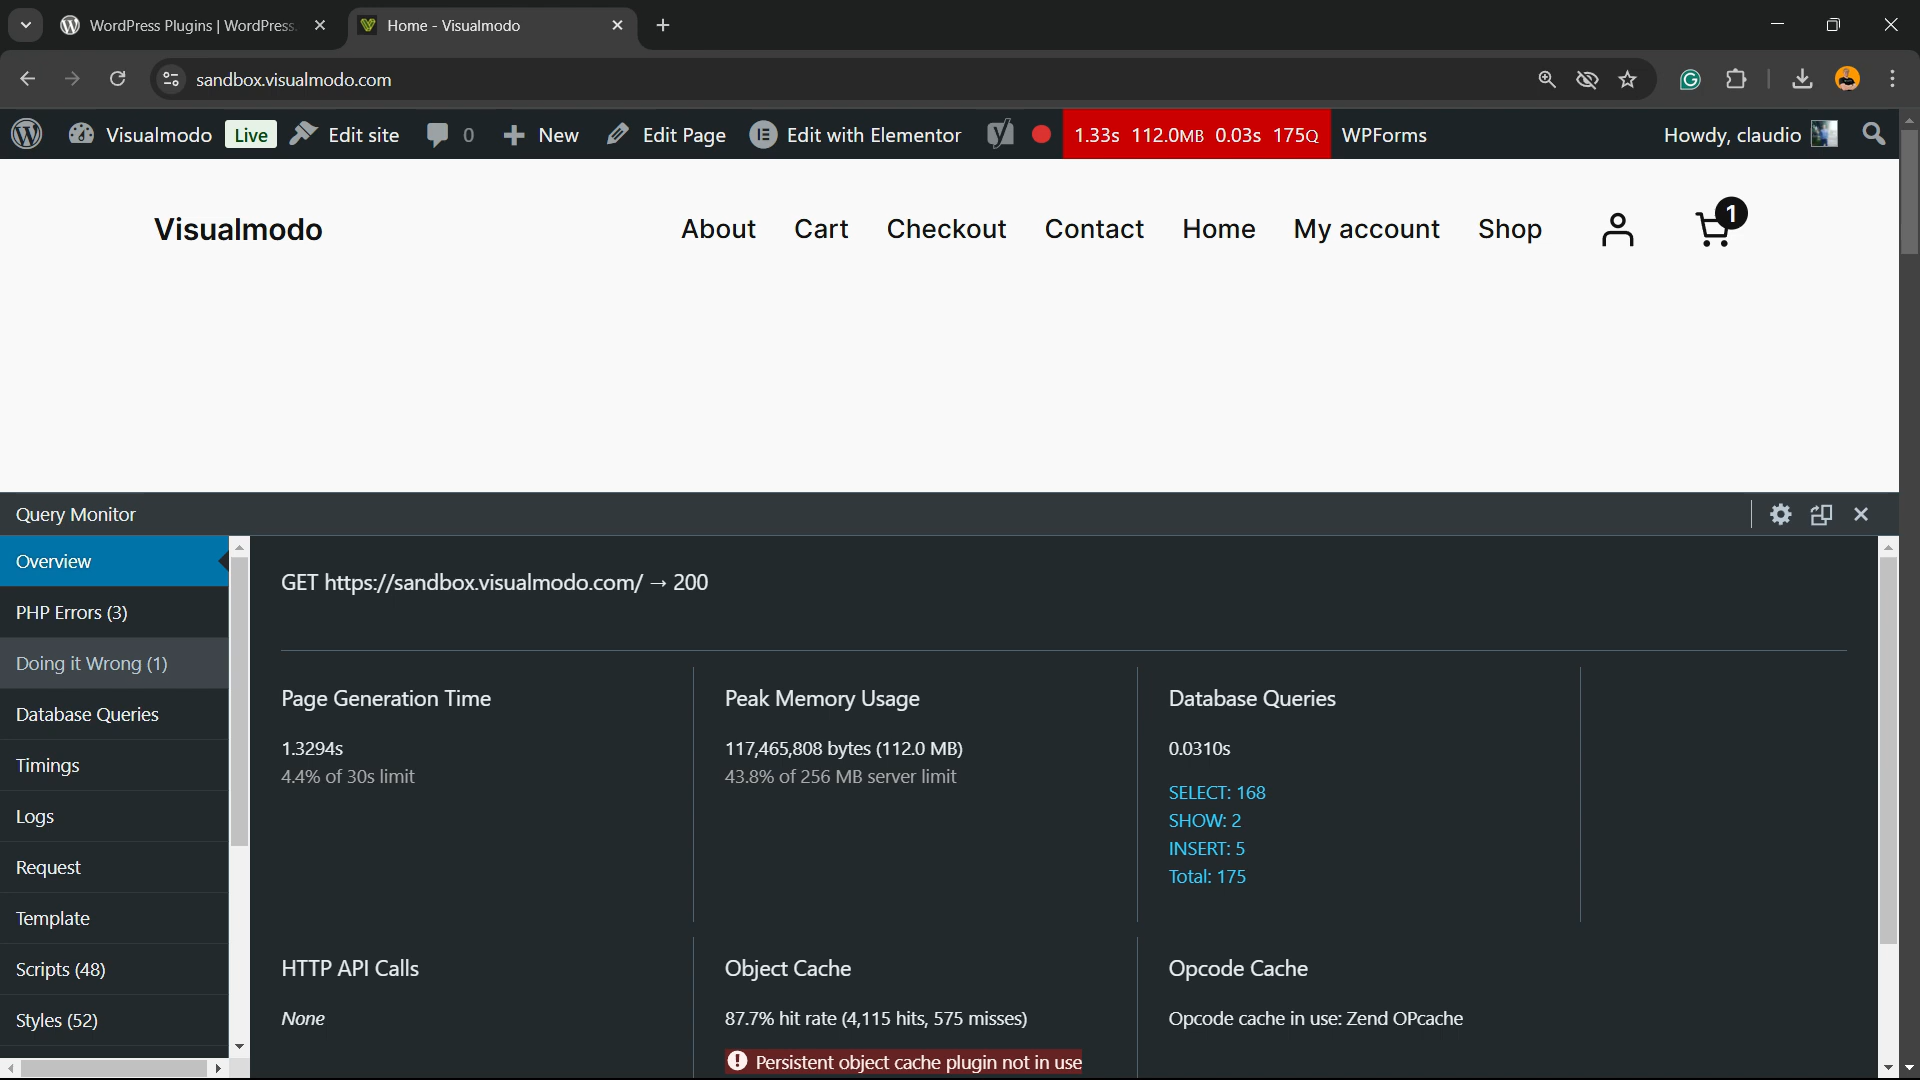 WordPress Plugins | WordPress.
Home - Visualmodo
sandbox.visualmodo.com
Visualmodo Live Edit site 0 New Edit Page Edit with Elementor 1.33s 112.0MB 0.03s 175Q WPForms Howdy, claudio
Visualmodo About Cart Checkout Contact Home My account Shop 1
Query Monitor
Overview
PHP Errors (3)
Doing it Wrong (1)
Database Queries
Timings
Logs
Request
Template
Scripts (48)
Styles (52)
GET https://sandbox.visualmodo.com/ → 200
Page Generation Time
1.3294s
4.4% of 30s limit
Peak Memory Usage
117,465,808 bytes (112.0 MB)
43.8% of 256 MB server limit
Database Queries
0.0310s
SELECT: 168
SHOW: 2
INSERT: 5
Total: 175
HTTP API Calls
None
Object Cache
87.7% hit rate (4,115 hits, 575 misses)
Persistent object cache plugin not in use
Opcode Cache
Opcode cache in use: Zend OPcache